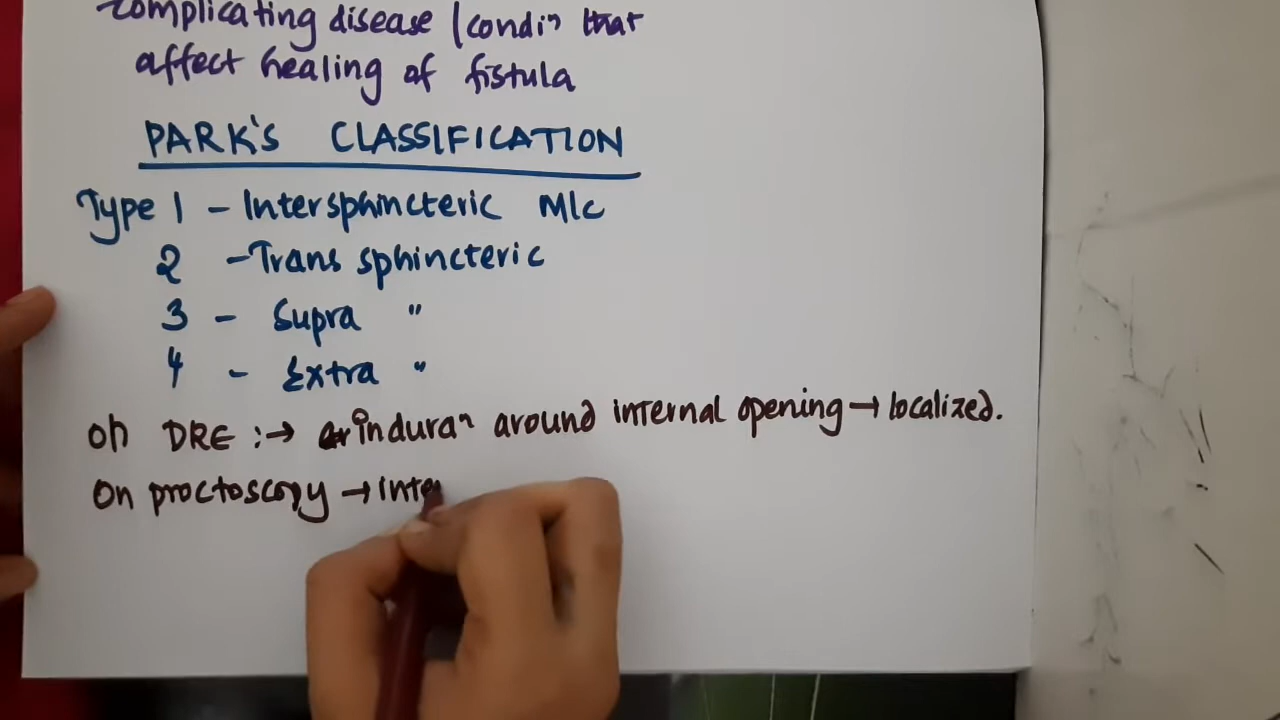 complicating disease / condiⁿ that
affect healing of fistula
PARK'S CLASSIFICATION
Type 1 - Intersphincteric M/c
2 - Trans sphincteric
3 - Supra "
4 - Extra "
on DRE :→ induraⁿ around internal opening → localized.
On proctoscopy → inte